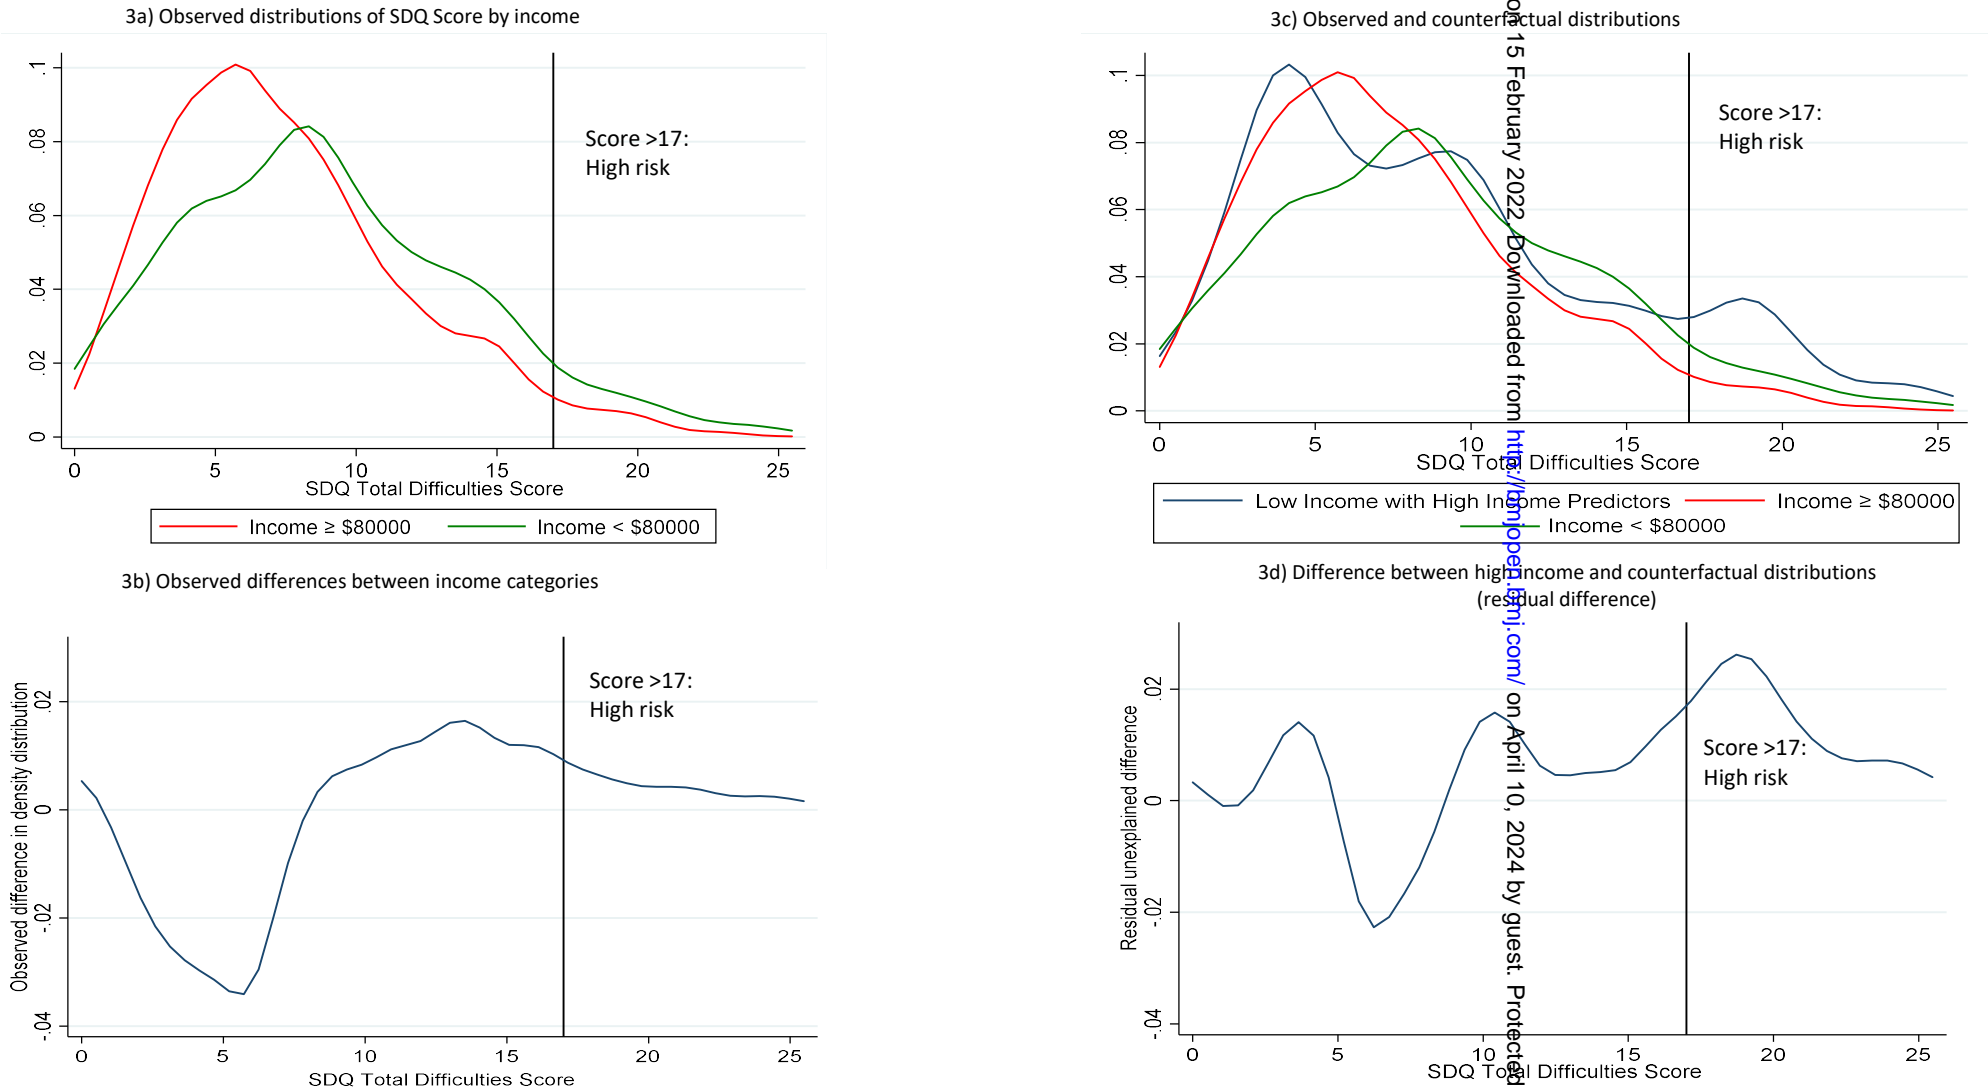 3a) Observed distributions of SDQ Score by income
.1
.08
.06
.04
.02
0
Score >17:
High risk
0 5 10 15 20 25
SDQ Total Difficulties Score
Income ≥ $80000 Income < $80000
3b) Observed differences between income categories
Observed difference in density distribution
.02
0
-.02
-.04
Score >17:
High risk
0 5 10 15 20 25
SDQ Total Difficulties Score
3c) Observed and counterfactual distributions
.1
.08
.06
.04
.02
0
Score >17:
High risk
0 5 10 15 20 25
SDQ Total Difficulties Score
Low Income with High Income Predictors Income ≥ $80000
Income < $80000
3d) Difference between high income and counterfactual distributions
(residual difference)
Residual unexplained difference
.02
0
-.02
-.04
Score >17:
High risk
0 5 10 15 20 25
SDQ Total Difficulties Score
on 15 February 2022. Downloaded from http://bmjopen.bmj.com/ on April 10, 2024 by guest. Protected